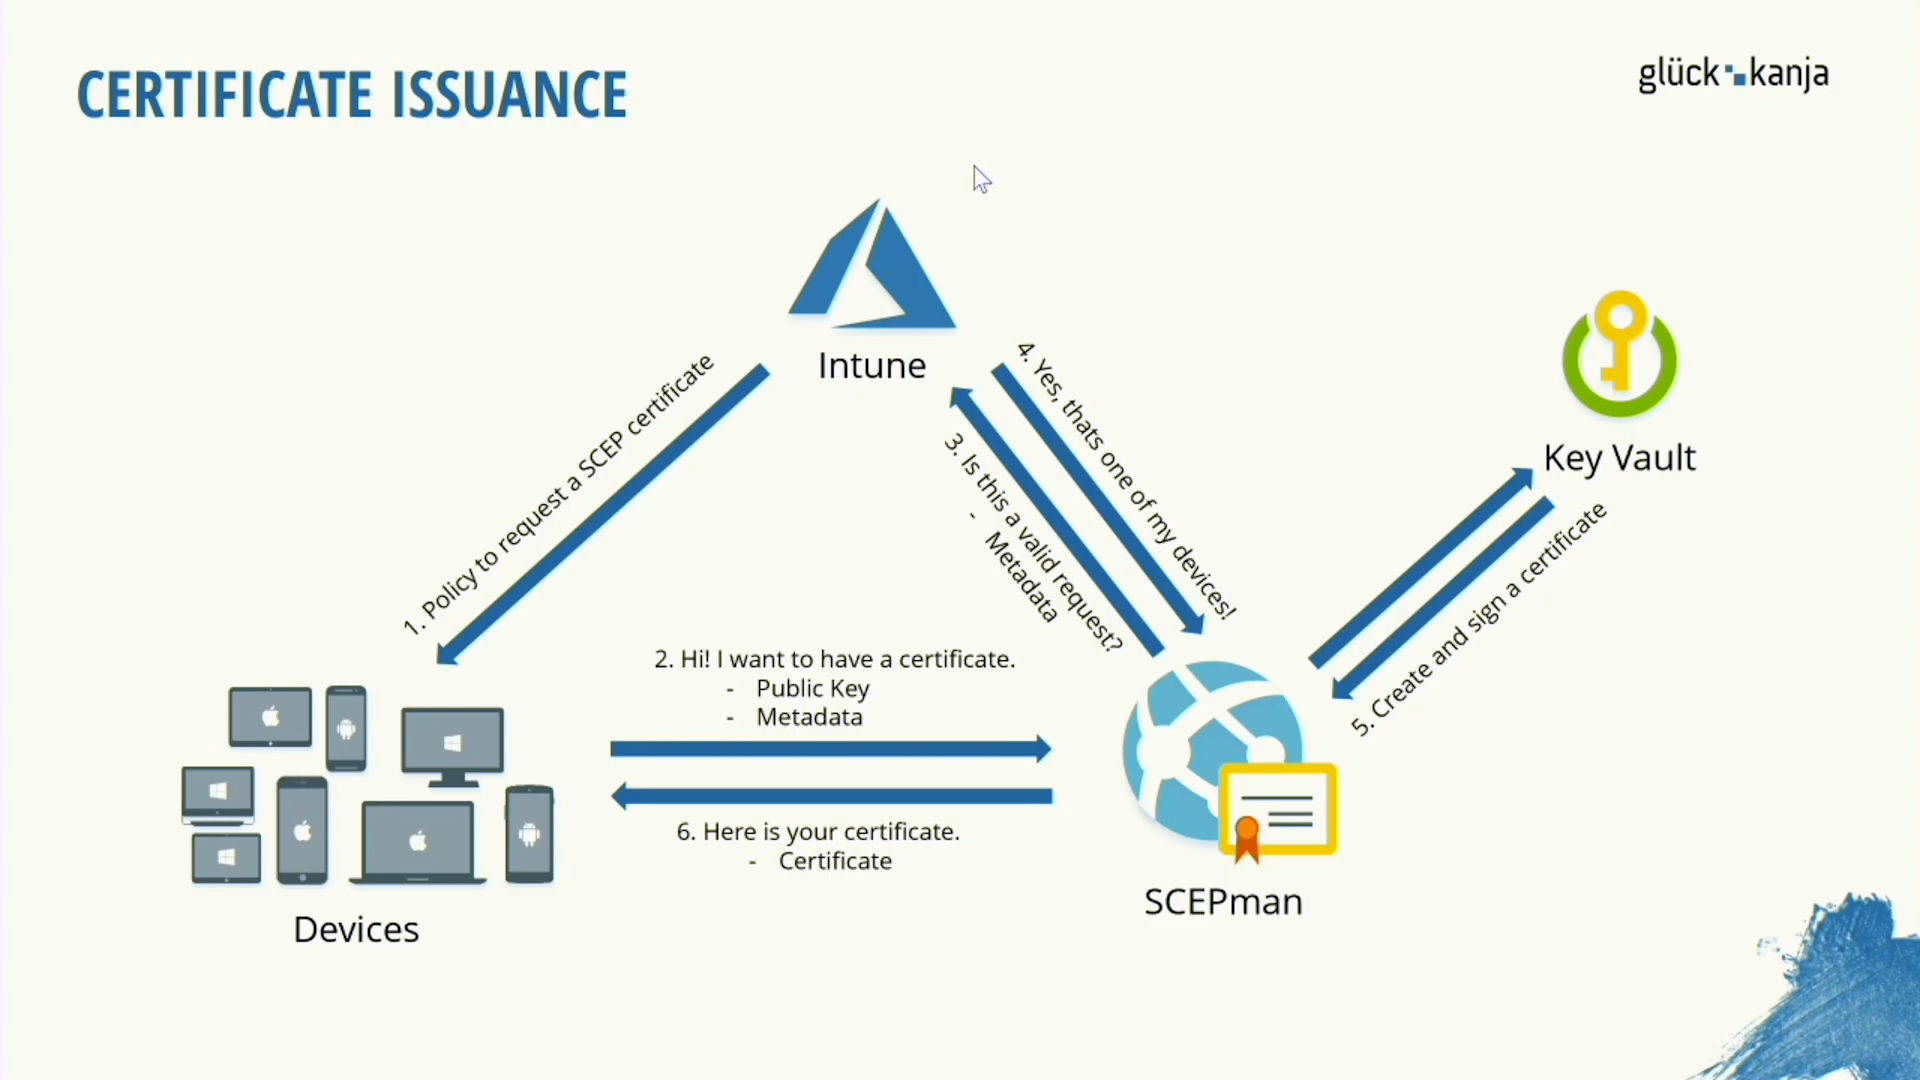 CERTIFICATE ISSUANCE
glück kanja
Intune
Key Vault
1. Policy to request a SCEP certificate
4. Yes, thats one of my devices!
3. Is this a valid request?
- Metadata
5. Create and sign a certificate
2. Hi! I want to have a certificate.
- Public Key
- Metadata
6. Here is your certificate.
- Certificate
SCEPman
Devices